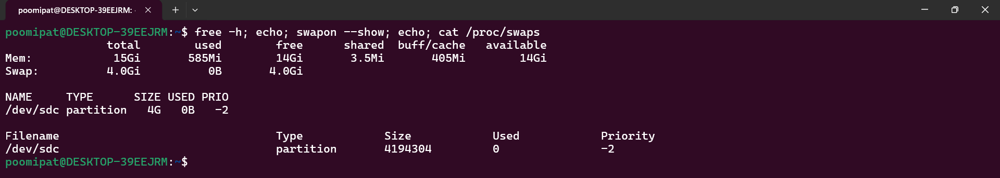 poomipat@DESKTOP-39EEJRM: ~
poomipat@DESKTOP-39EEJRM:~$ free -h; echo; swapon --show; echo; cat /proc/swaps
total used free shared buff/cache available
Mem: 15Gi 585Mi 14Gi 3.5Mi 405Mi 14Gi
Swap: 4.0Gi 0B 4.0Gi
NAME TYPE SIZE USED PRIO
/dev/sdc partition 4G 0B -2
Filename Type Size Used Priority
/dev/sdc partition 4194304 0 -2
poomipat@DESKTOP-39EEJRM:~$